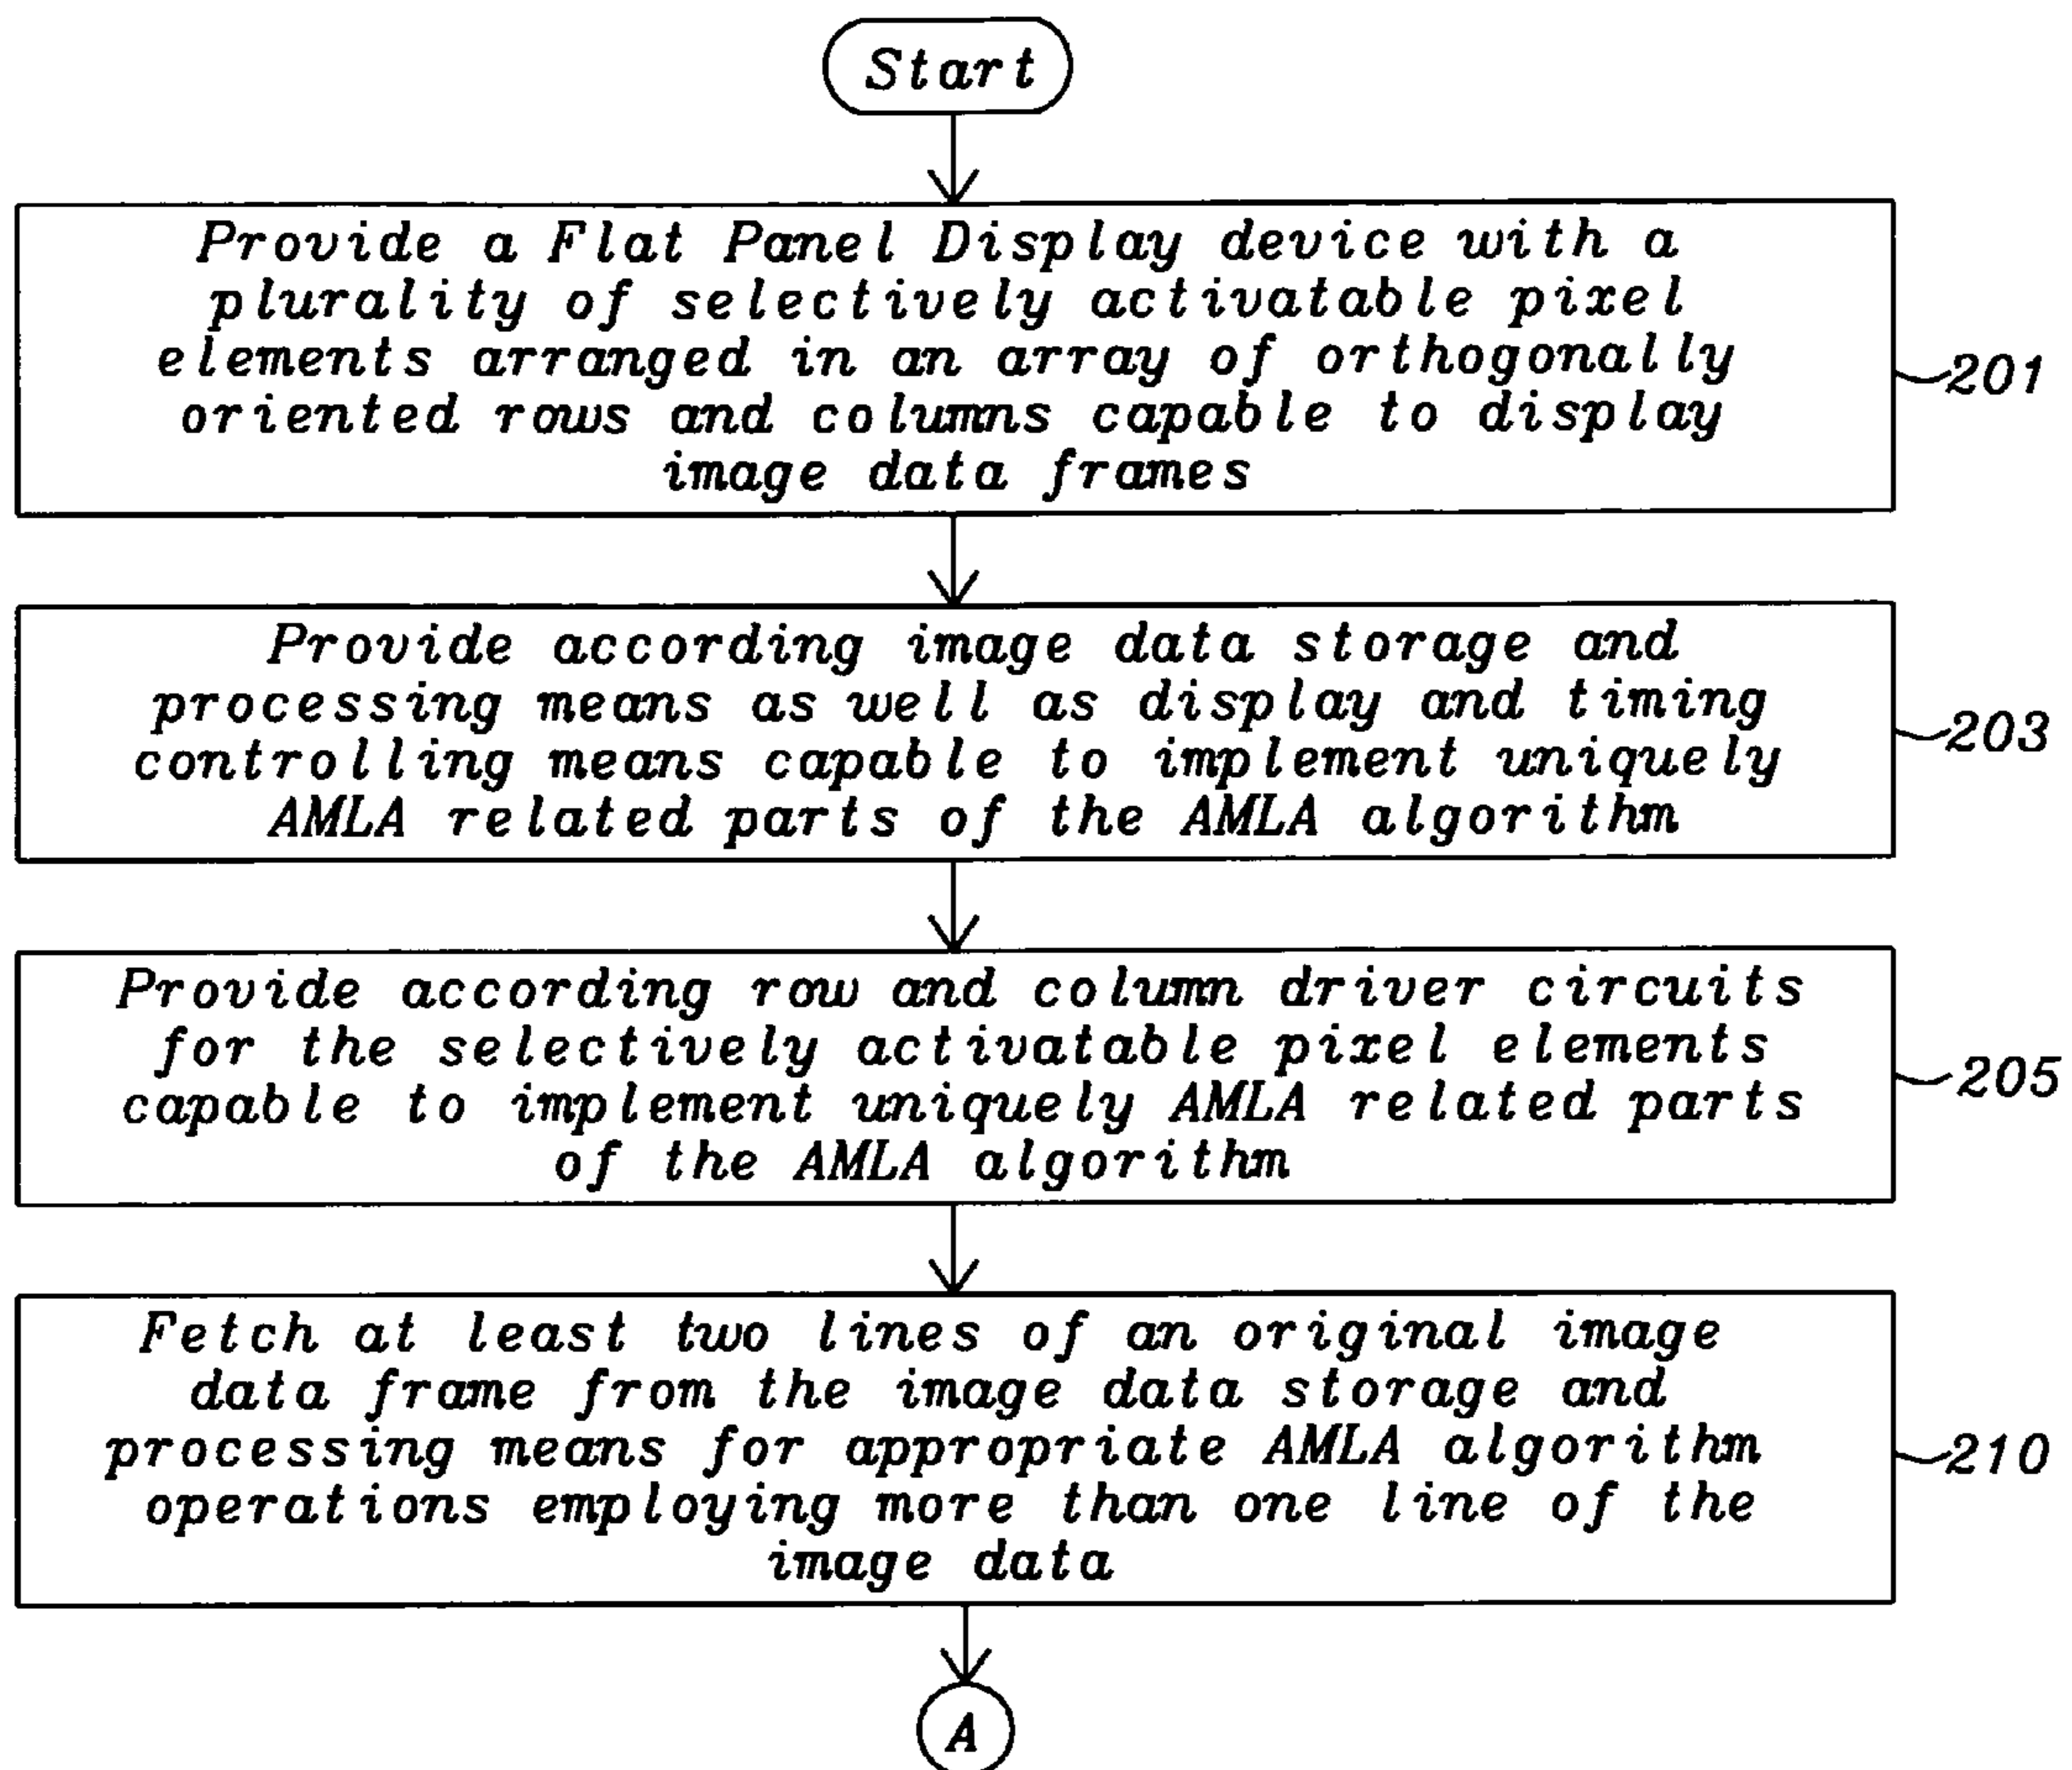 Start
Provide a Flat Panel Display device with a
plurality of selectively activatable pixel
elements arranged in an array of orthogonally
oriented rows and columns capable to display
image data frames
201
Provide according image data storage and
processing means as well as display and timing
controlling means capable to implement uniquely
AMLA related parts of the AMLA algorithm
203
Provide according row and column driver circuits
for the selectively activatable pixel elements
capable to implement uniquely AMLA related parts
of the AMLA algorithm
205
Fetch at least two lines of an original image
data frame from the image data storage and
processing means for appropriate AMLA algorithm
operations employing more than one line of the
image data
210
A